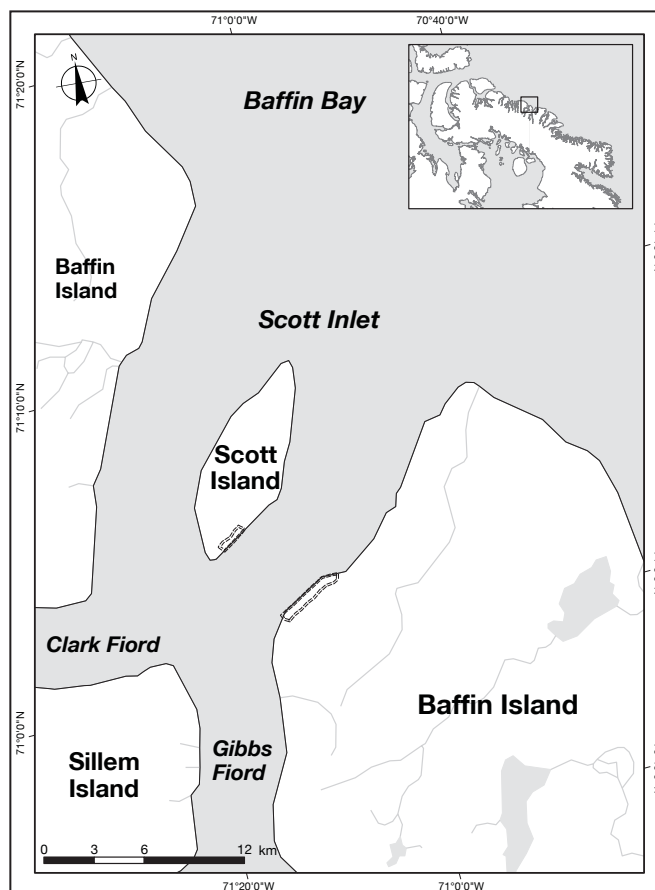 71°0'0"W
70°40'0"W
N
71°20'0"N
Baffin Bay
Baffin
Island
Scott Inlet
71°10'0"N
Scott
Island
Clark Fiord
Baffin Island
71°0'0"N
Gibbs
Fiord
Sillem
Island
0 3 6 12 km
71°20'0"W
71°0'0"W